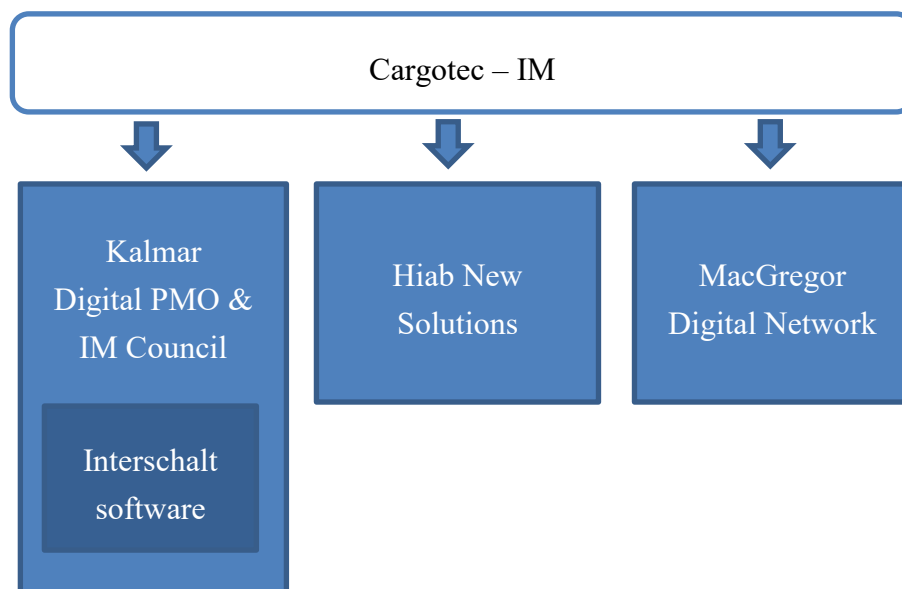 Cargotec – IM
Kalmar
Digital PMO &
IM Council
Interschalt
software
Hiab New
Solutions
MacGregor
Digital Network